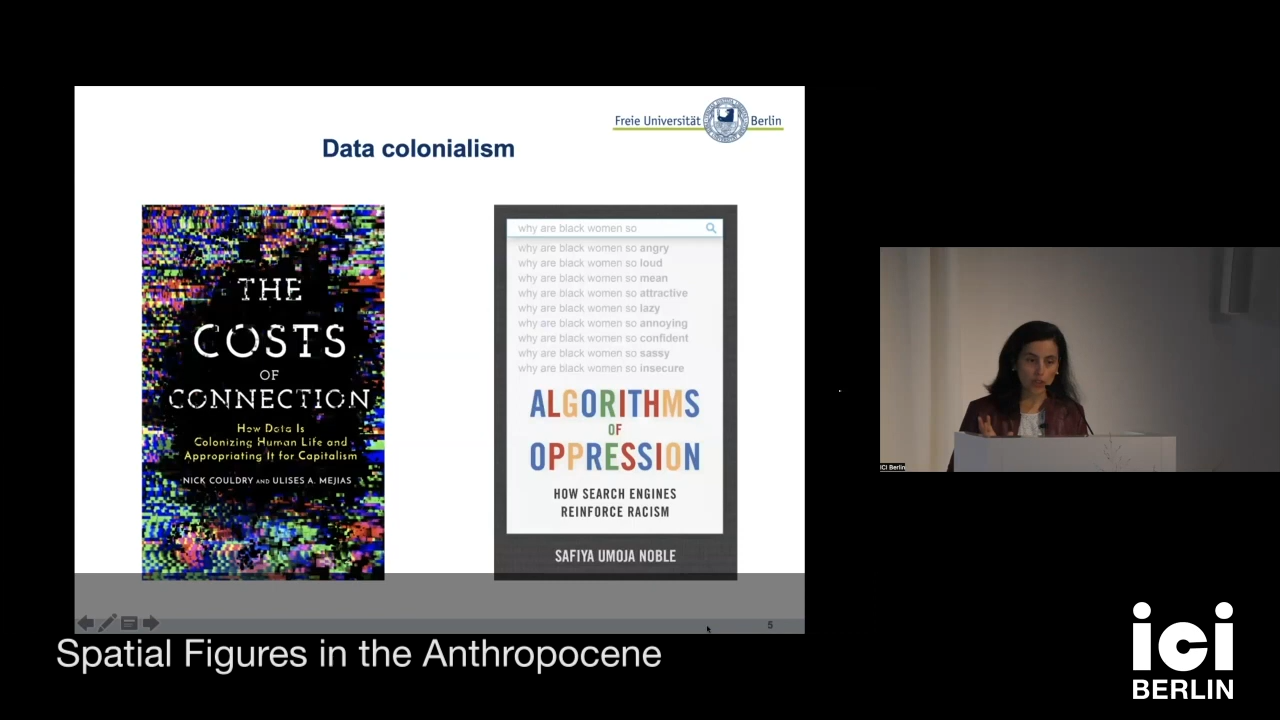 Freie Universität Berlin
Data colonialism
THE
COSTS
OF
CONNECTION
How Data Is
Colonizing Human Life and
Appropriating It for Capitalism
NICK COULDRY AND ULISES A. MEJIAS
why are black women so
why are black women so angry
why are black women so loud
why are black women so mean
why are black women so attractive
why are black women so lazy
why are black women so annoying
why are black women so confident
why are black women so sassy
why are black women so insecure
ALGORITHMS
OF
OPPRESSION
HOW SEARCH ENGINES
REINFORCE RACISM
SAFIYA UMOJA NOBLE
5
ICI Berlin
Spatial Figures in the Anthropocene
ici
BERLIN